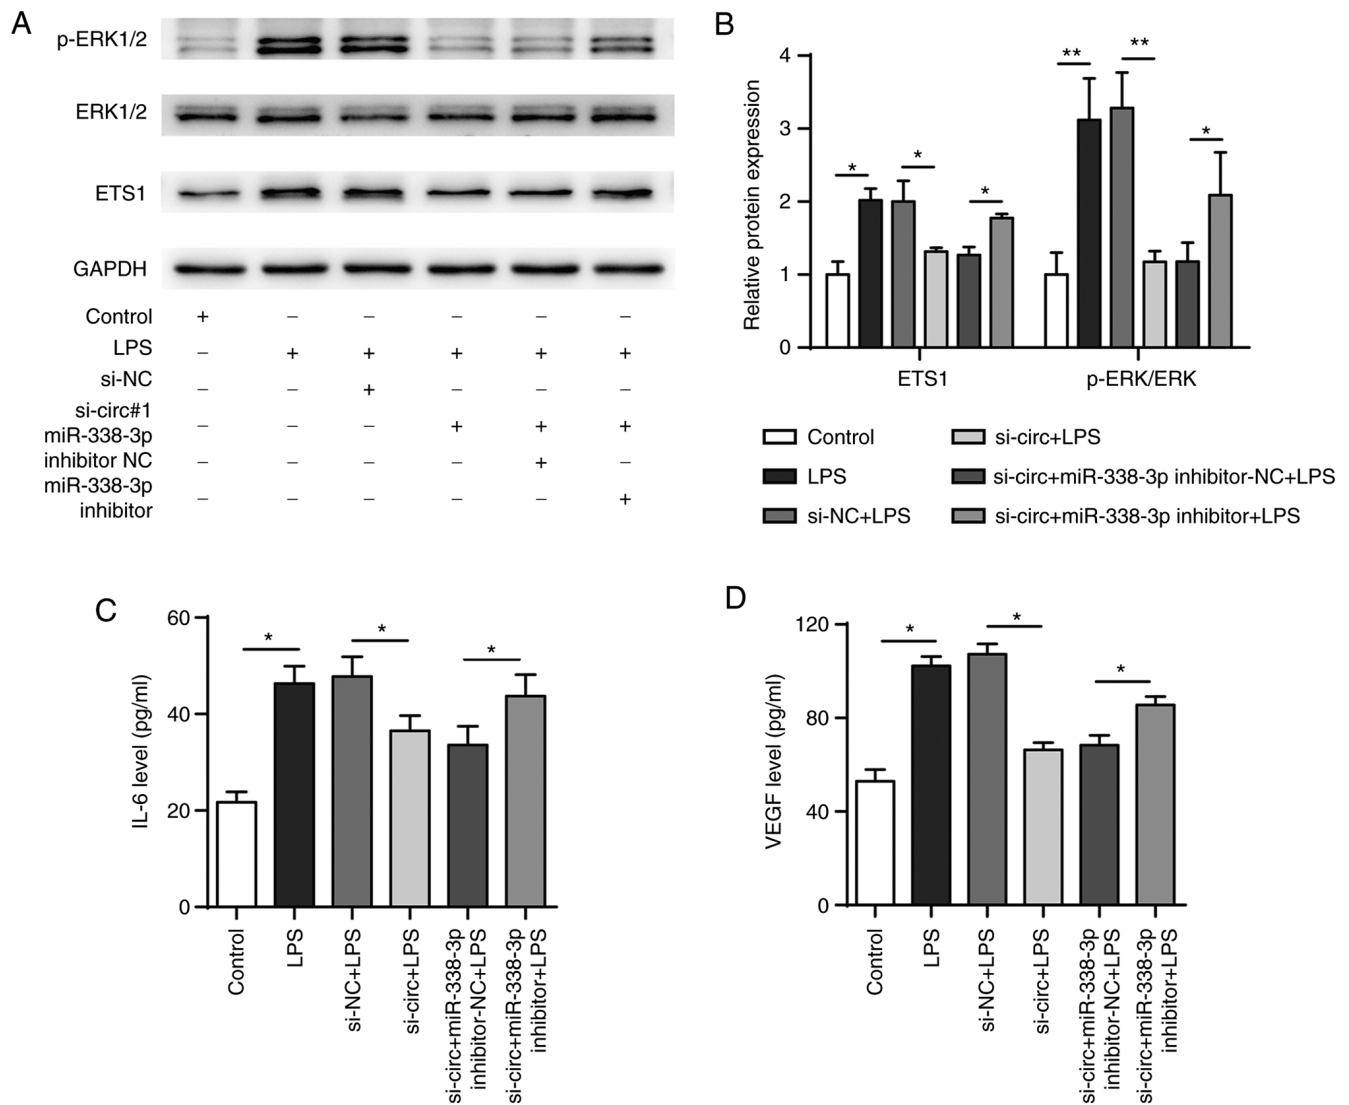 A
p-ERK1/2
ERK1/2
ETS1
GAPDH
Control + – – – – –
LPS – + + + + +
si-NC – – + – – –
si-circ#1
miR-338-3p – – – + + +
inhibitor NC – – – – + –
miR-338-3p
inhibitor – – – – – +
B
Relative protein expression
4
3
2
1
0
* * * ** ** *
ETS1 p-ERK/ERK
Control
LPS
si-NC+LPS
si-circ+LPS
si-circ+miR-338-3p inhibitor-NC+LPS
si-circ+miR-338-3p inhibitor+LPS
C
IL-6 level (pg/ml)
60
40
20
0
* * *
Control
LPS
si-NC+LPS
si-circ+LPS
si-circ+miR-338-3p
inhibitor-NC+LPS
si-circ+miR-338-3p
inhibitor+LPS
D
VEGF level (pg/ml)
120
80
40
0
* * *
Control
LPS
si-NC+LPS
si-circ+LPS
si-circ+miR-338-3p
inhibitor-NC+LPS
si-circ+miR-338-3p
inhibitor+LPS